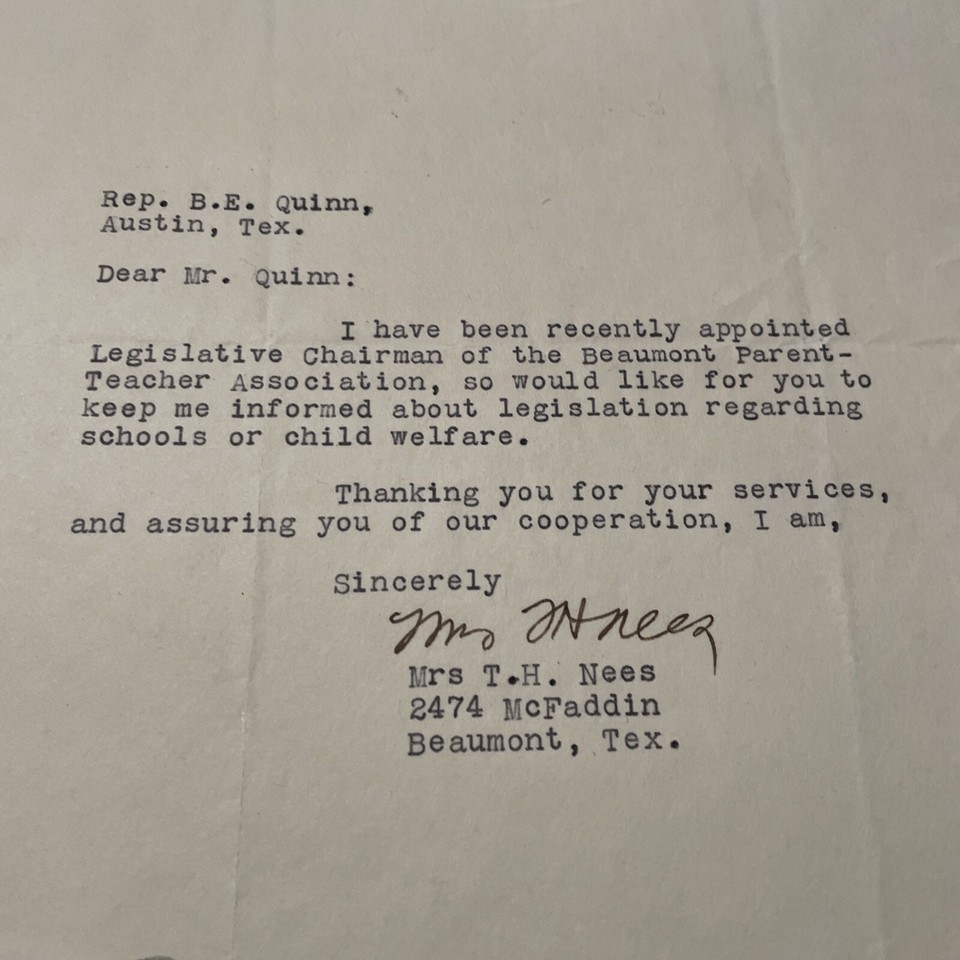 Rep. B.E. Quinn,
Austin, Tex.
Dear Mr. Quinn:
I have been recently appointed
Legislative Chairman of the Beaumont Parent-
Teacher Association, so would like for you to
keep me informed about legislation regarding
schools or child welfare.
Thanking you for your services,
and assuring you of our cooperation, I am,
Sincerely
Mrs T H Nees
Mrs T.H. Nees
2474 McFaddin
Beaumont, Tex.